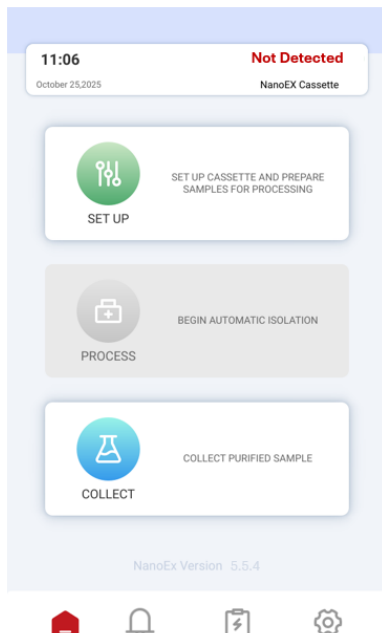 11:06
Not Detected
October 25,2025
NanoEX Cassette
SET UP
SET UP CASSETTE AND PREPARE
SAMPLES FOR PROCESSING
PROCESS
BEGIN AUTOMATIC ISOLATION
COLLECT
COLLECT PURIFIED SAMPLE
NanoEx Version 5.5.4